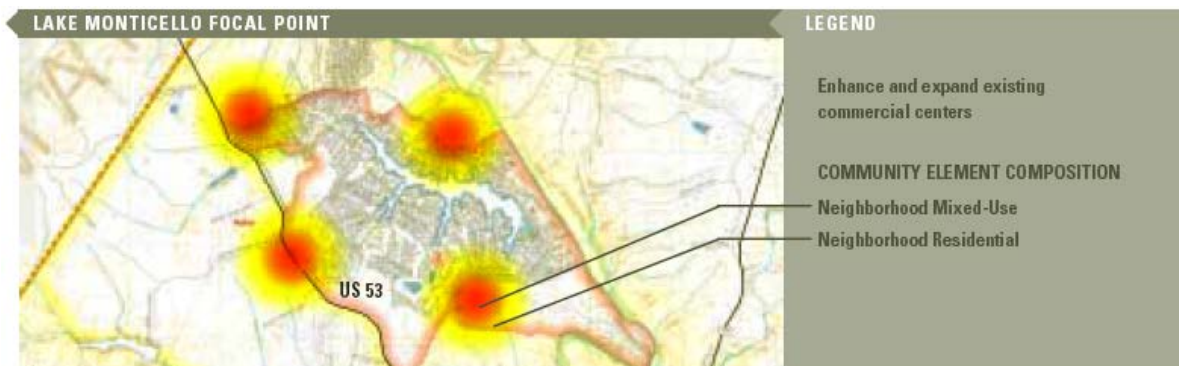 LAKE MONTICELLO FOCAL POINT
LEGEND
Enhance and expand existing
commercial centers
COMMUNITY ELEMENT COMPOSITION
Neighborhood Mixed-Use
Neighborhood Residential
US 53